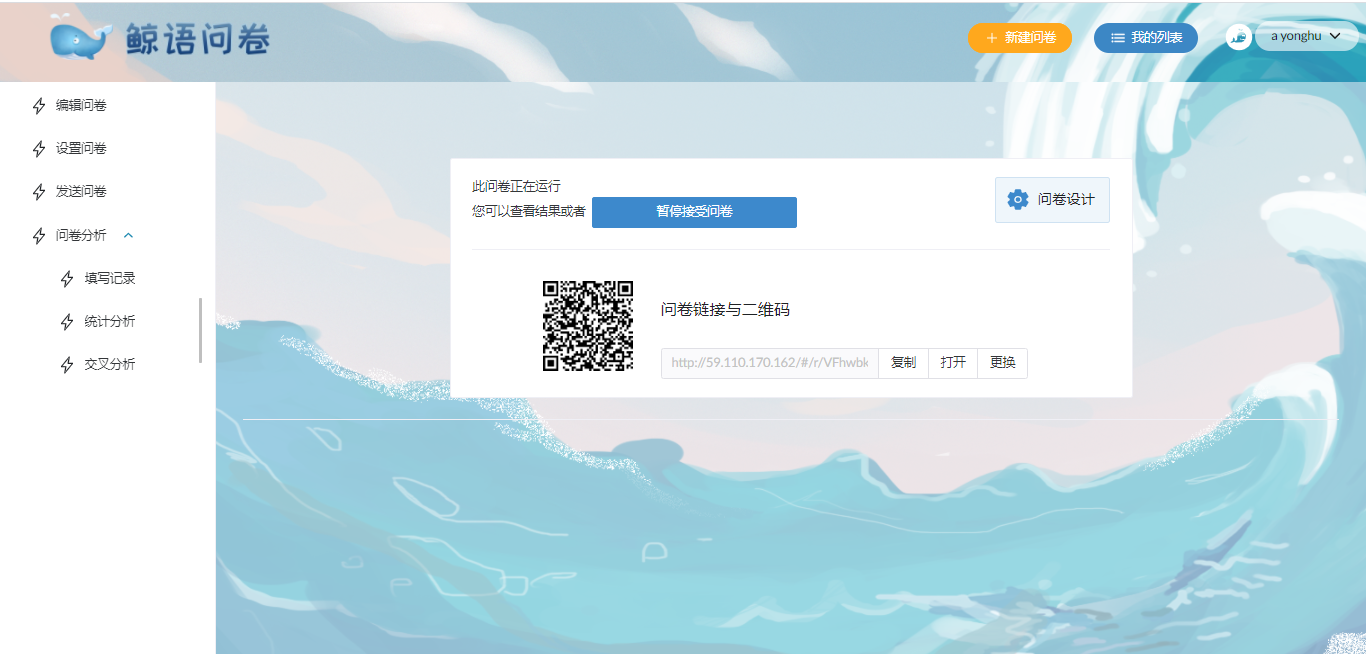 鲸语问卷
新建问卷
我的列表
a yonghu
编辑问卷
设置问卷
发送问卷
问卷分析
填写记录
统计分析
交叉分析
此问卷正在运行
您可以查看结果或者 暂停接受问卷
问卷设计
问卷链接与二维码
http://59.110.170.162/#/r/VFhwbk 复制 打开 更换